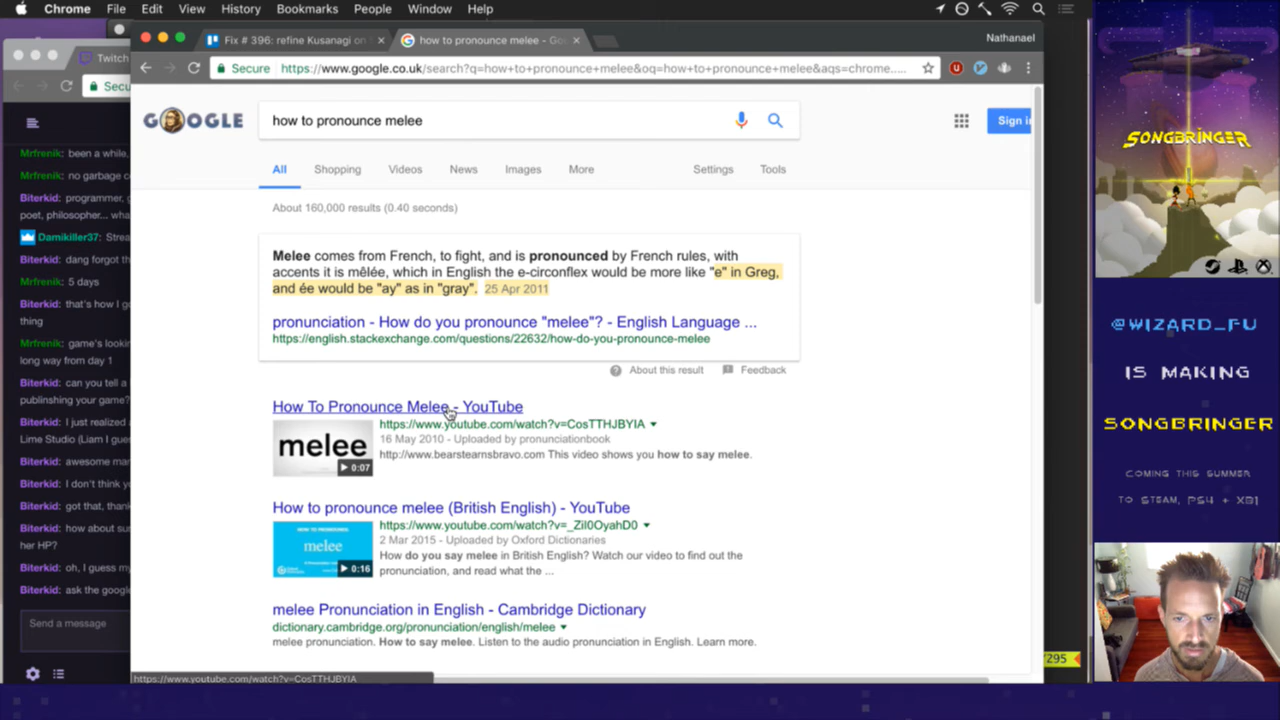 Chrome File Edit View History Bookmarks People Window Help
Fix # 396: refine Kusanagi on
how to pronounce melee - Go
Nathanael
Twitch
Secure https://www.google.co.uk/search?q=how+to+pronounce+melee&oq=how+to+pronounce+melee&aqs=chrome.....
Secu
GOOGLE
how to pronounce melee
Sign in
All Shopping Videos News Images More Settings Tools
About 160,000 results (0.40 seconds)
Melee comes from French, to fight, and is pronounced by French rules, with
accents it is mêlée, which in English the e-circonflex would be more like "e" in Greg,
and ée would be "ay" as in "gray". 25 Apr 2011
pronunciation - How do you pronounce "melee"? - English Language ...
https://english.stackexchange.com/questions/22632/how-do-you-pronounce-melee
About this result Feedback
How To Pronounce Melee - YouTube
https://www.youtube.com/watch?v=CosTTHJBYIA
16 May 2010 - Uploaded by pronunciationbook
http://www.bearstearnsbravo.com This video shows you how to say melee.
melee
0:07
How to pronounce melee (British English) - YouTube
https://www.youtube.com/watch?v=_Zil0OyahD0
2 Mar 2015 - Uploaded by Oxford Dictionaries
How do you say melee in British English? Watch our video to find out the
pronunciation, and read what the ...
HOW TO PRONOUNCE
melee
0:16
melee Pronunciation in English - Cambridge Dictionary
dictionary.cambridge.org/pronunciation/english/melee
melee pronunciation. How to say melee. Listen to the audio pronunciation in English. Learn more.
https://www.youtube.com/watch?v=CosTTHJBYIA
Mrfrenik: been a while,
Mrfrenik: no garbage c
Biterkid: programmer,
poet, philosopher... wha
Damikiller37: Strea
Biterkid: dang forgot th
Mrfrenik: 5 days
Biterkid: that's how I g
thing
Mrfrenik: game's lookin
long way from day 1
Biterkid: can you tell a
publinshing your game?
Biterkid: I just realized
Lime Studio (Liam I gues
Biterkid: awesome mar
Biterkid: I don't think yo
Biterkid: got that, thank
Biterkid: how about sur
her HP?
Biterkid: oh, I guess my
Biterkid: ask the google
Send a message
7295
SONGBRINGER
@WIZARD_FU
IS MAKING
SONGBRINGER
COMING THIS SUMMER
TO STEAM, PS4 + XB1